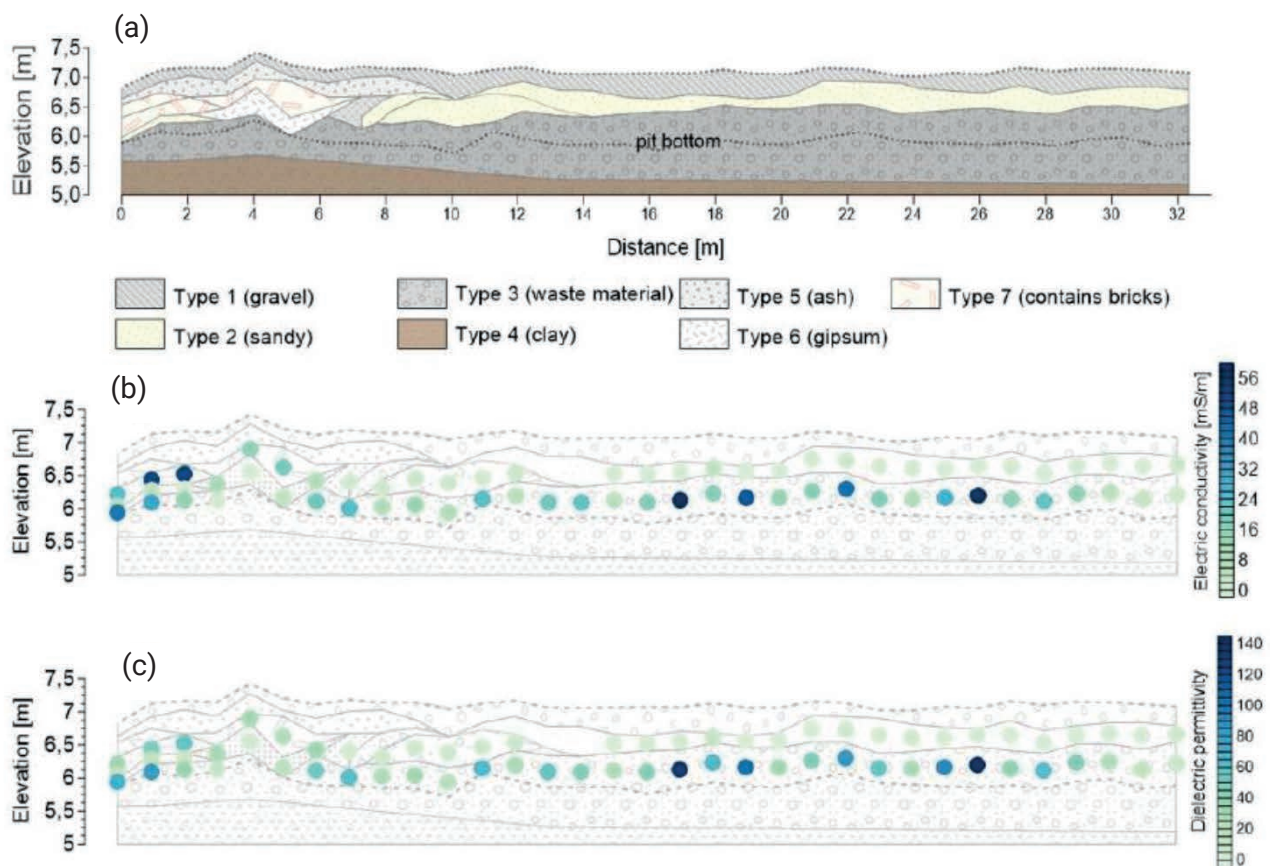 (a)
Elevation [m]
7,5
7,0
6,5
6,0
5,5
5,0
pit bottom
0 2 4 6 8 10 12 14 16 18 20 22 24 26 28 30 32
Distance [m]
Type 1 (gravel) Type 3 (waste material) Type 5 (ash) Type 7 (contains bricks)
Type 2 (sandy) Type 4 (clay) Type 6 (gipsum)
(b)
Elevation [m]
7,5
7
6,5
6
5,5
5
Electric conductivity [mS/m]
56
48
40
32
24
16
8
0
(c)
Elevation [m]
7,5
7
6,5
6
5,5
5
Dielectric permittivity
140
120
100
80
60
40
20
0